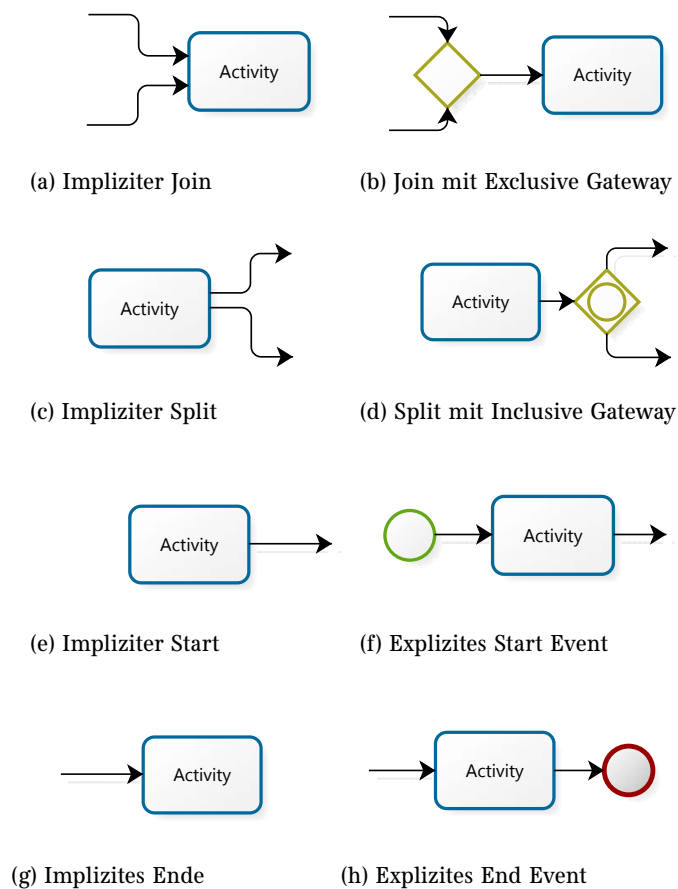 Activity
Activity
(a) Impliziter Join
(b) Join mit Exclusive Gateway
Activity
Activity
(c) Impliziter Split
(d) Split mit Inclusive Gateway
Activity
Activity
(e) Impliziter Start
(f) Explizites Start Event
Activity
Activity
(g) Implizites Ende
(h) Explizites End Event